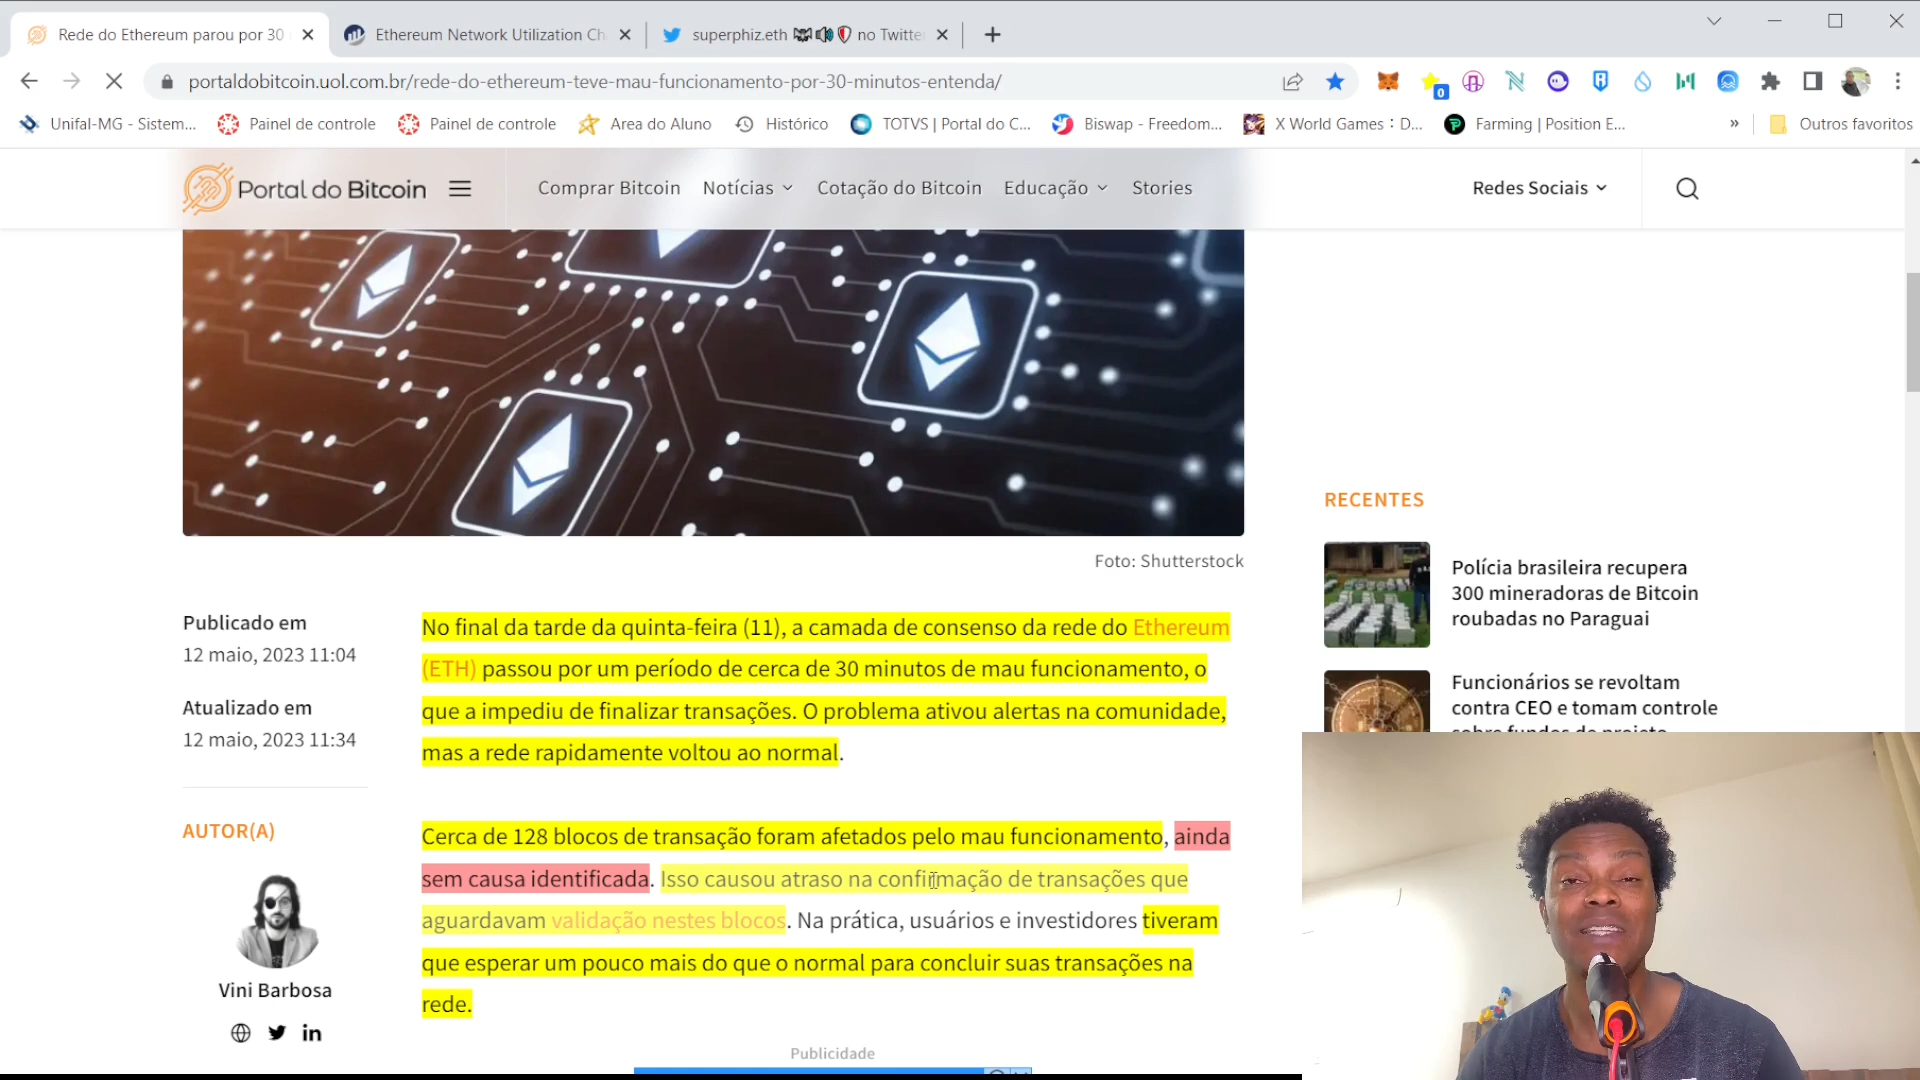 Rede do Ethereum parou por 30
Ethereum Network Utilization Ch
superphiz.eth no Twitte
portaldobitcoin.uol.com.br/rede-do-ethereum-teve-mau-funcionamento-por-30-minutos-entenda/
0
Unifal-MG - Sistem...
Painel de controle
Painel de controle
Area do Aluno
Histórico
TOTVS | Portal do C...
Biswap - Freedom...
X World Games : D...
Farming | Position E...
»
Outros favoritos
Portal do Bitcoin
Comprar Bitcoin
Notícias
Cotação do Bitcoin
Educação
Stories
Redes Sociais
Foto: Shutterstock
Publicado em
12 maio, 2023 11:04
Atualizado em
12 maio, 2023 11:34
AUTOR(A)
Vini Barbosa
No final da tarde da quinta-feira (11), a camada de consenso da rede do Ethereum
(ETH) passou por um período de cerca de 30 minutos de mau funcionamento, o
que a impediu de finalizar transações. O problema ativou alertas na comunidade,
mas a rede rapidamente voltou ao normal.
Cerca de 128 blocos de transação foram afetados pelo mau funcionamento, ainda
sem causa identificada. Isso causou atraso na confirmação de transações que
aguardavam validação nestes blocos. Na prática, usuários e investidores tiveram
que esperar um pouco mais do que o normal para concluir suas transações na
rede.
Publicidade
RECENTES
Polícia brasileira recupera
300 mineradoras de Bitcoin
roubadas no Paraguai
Funcionários se revoltam
contra CEO e tomam controle
sobre fundos de projeto